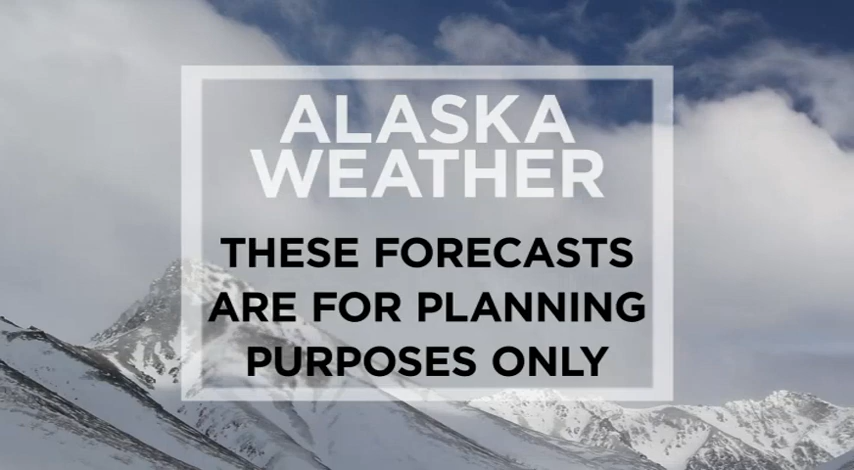 ALASKA
WEATHER
THESE FORECASTS
ARE FOR PLANNING
PURPOSES ONLY